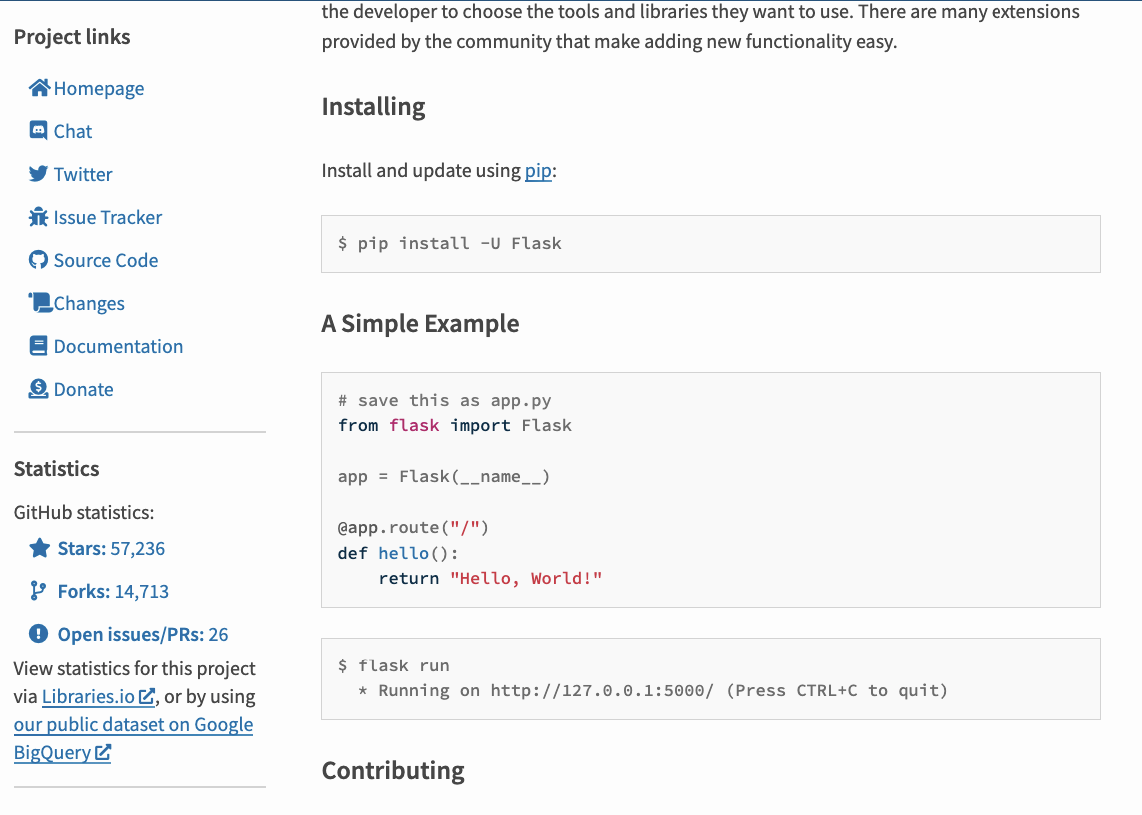 Project links
Homepage
Chat
Twitter
Issue Tracker
Source Code
Changes
Documentation
Donate
Statistics
GitHub statistics:
Stars: 57,236
Forks: 14,713
Open issues/PRs: 26
View statistics for this project
via Libraries.io, or by using
our public dataset on Google
BigQuery
the developer to choose the tools and libraries they want to use. There are many extensions
provided by the community that make adding new functionality easy.
Installing
Install and update using pip:
$ pip install -U Flask
A Simple Example
# save this as app.py
from flask import Flask
app = Flask(__name__)
@app.route("/")
def hello():
    return "Hello, World!"
$ flask run
  * Running on http://127.0.0.1:5000/ (Press CTRL+C to quit)
Contributing